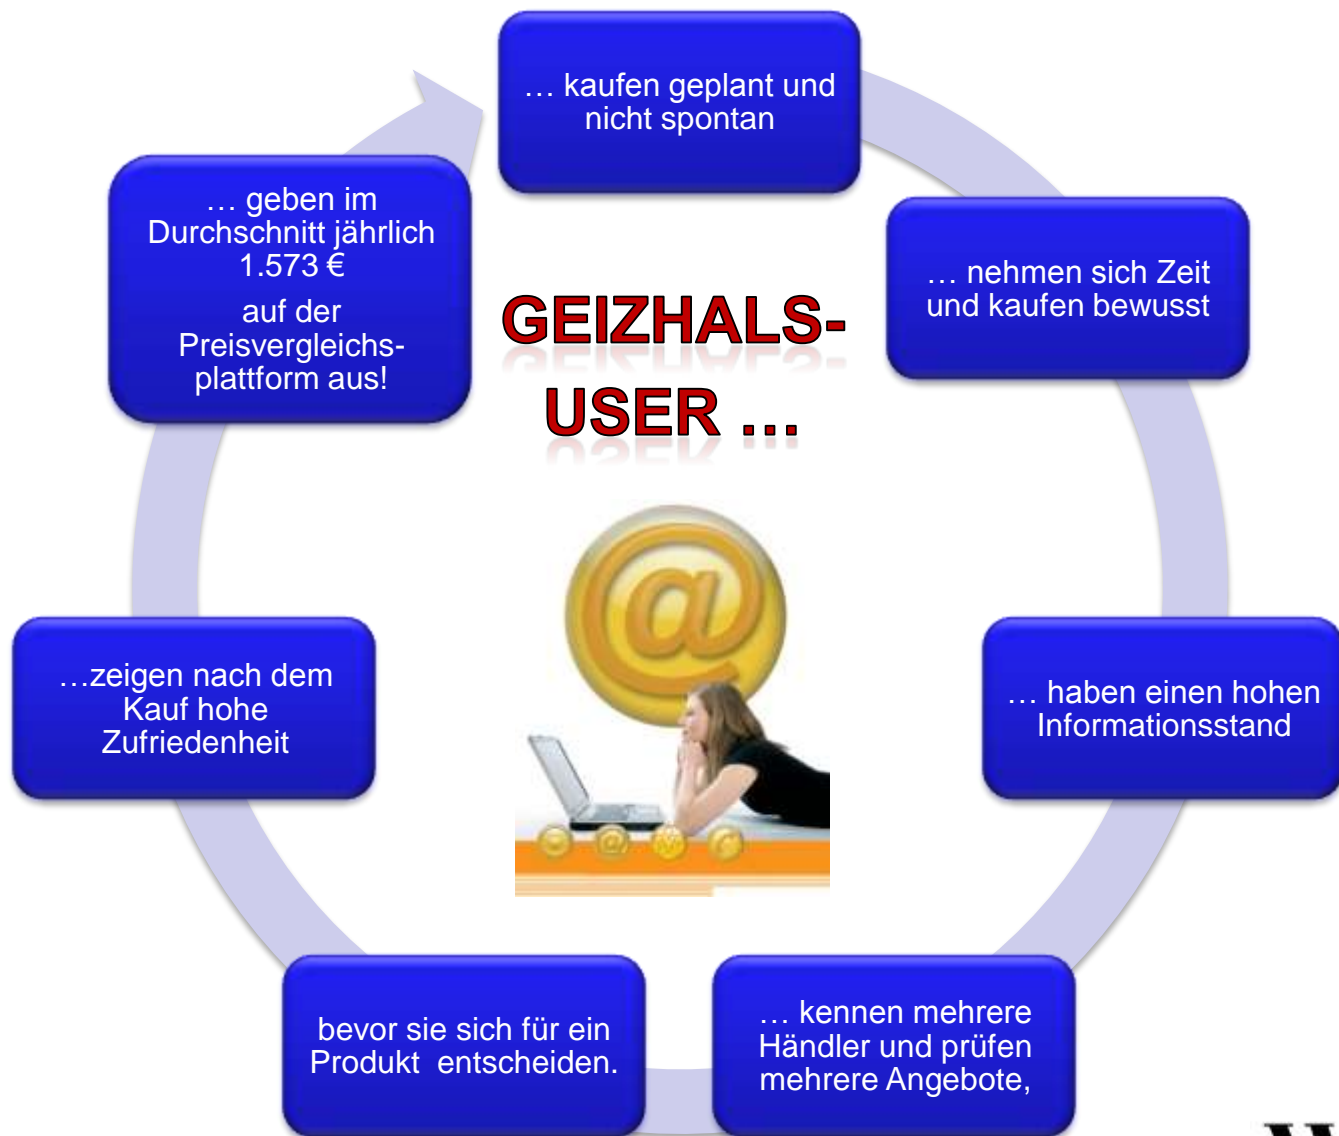 … kaufen geplant und
nicht spontan
… nehmen sich Zeit
und kaufen bewusst
… haben einen hohen
Informationsstand
… kennen mehrere
Händler und prüfen
mehrere Angebote,
bevor sie sich für ein
Produkt entscheiden.
…zeigen nach dem
Kauf hohe
Zufriedenheit
… geben im
Durchschnitt jährlich
1.573 €
auf der
Preisvergleichs-
plattform aus!
GEIZHALS-
USER …
@
@